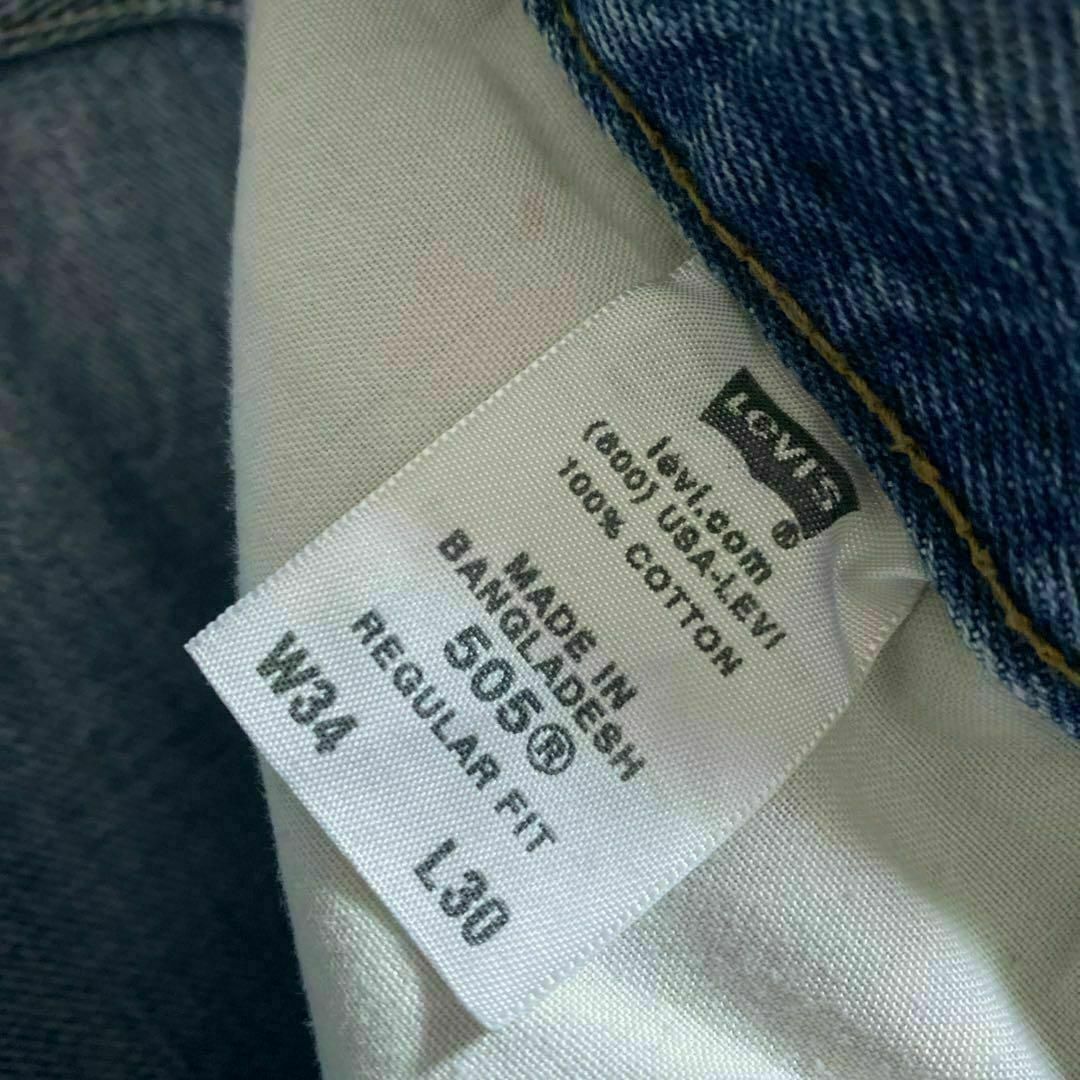 LEVI'S®
levi.com
(800) USA-LEVI
100% COTTON
MADE IN
BANGLADESH
505®
REGULAR FIT
W34 L30